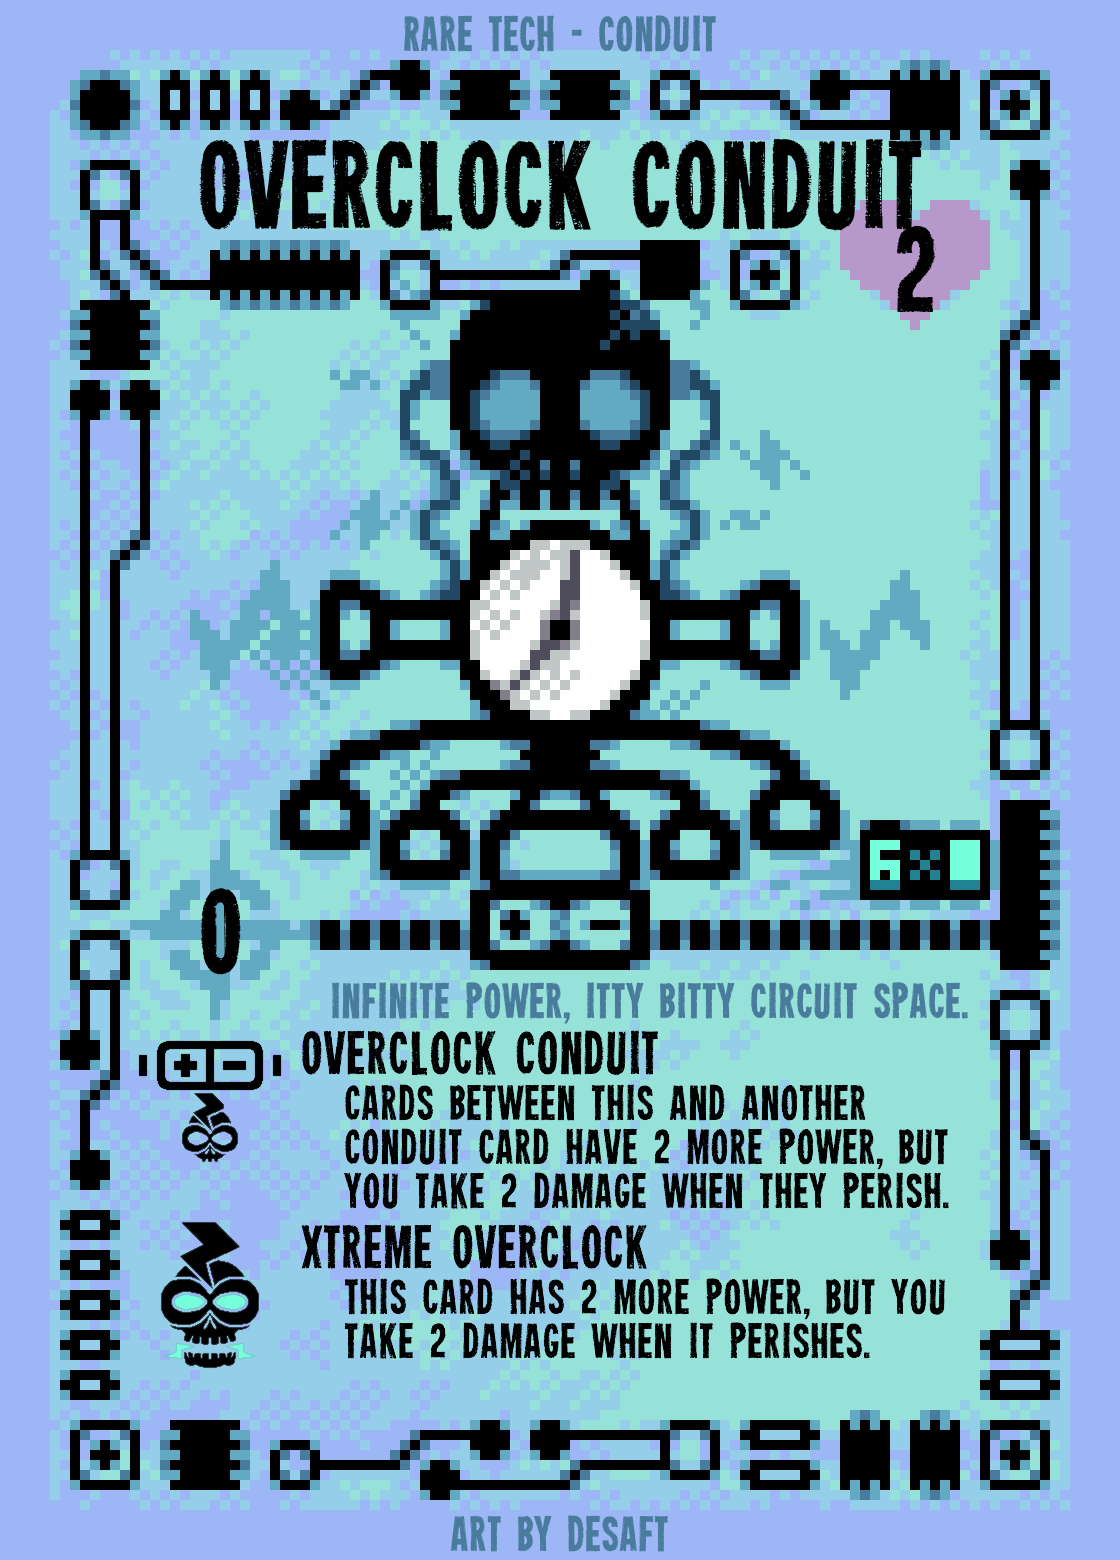 RARE TECH - CONDUIT
OVERCLOCK CONDUIT
2
6
0
INFINITE POWER, ITTY BITTY CIRCUIT SPACE.
OVERCLOCK CONDUIT
CARDS BETWEEN THIS AND ANOTHER
CONDUIT CARD HAVE 2 MORE POWER, BUT
YOU TAKE 2 DAMAGE WHEN THEY PERISH.
XTREME OVERCLOCK
THIS CARD HAS 2 MORE POWER, BUT YOU
TAKE 2 DAMAGE WHEN IT PERISHES.
ART BY DESAFT